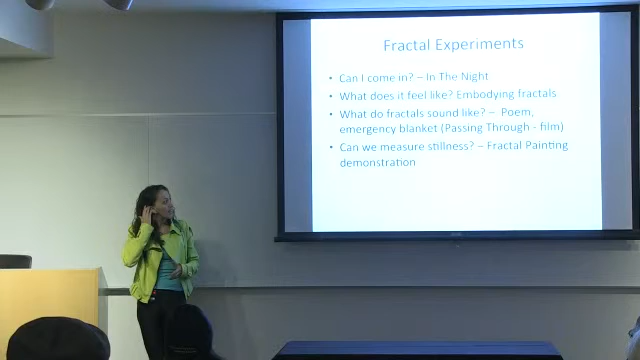 Fractal Experiments
• Can I come in? – In The Night
• What does it feel like? Embodying fractals
• What do fractals sound like? – Poem,
emergency blanket (Passing Through - film)
• Can we measure stillness? – Fractal Painting
demonstration